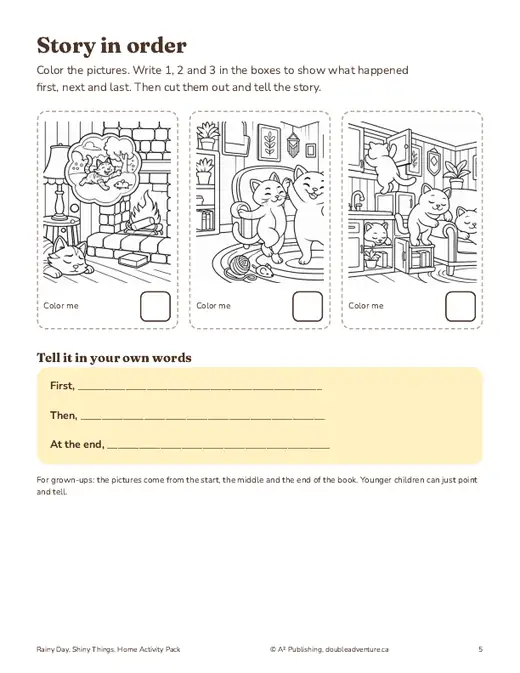 Story in order
Color the pictures. Write 1, 2 and 3 in the boxes to show what happened
first, next and last. Then cut them out and tell the story.
Color me
Color me
Color me
Tell it in your own words
First, ______________________________________________
Then, ______________________________________________
At the end, __________________________________________
For grown-ups: the pictures come from the start, the middle and the end of the book. Younger children can just point
and tell.
Rainy Day, Shiny Things, Home Activity Pack
© A² Publishing, doubleadventure.ca
5